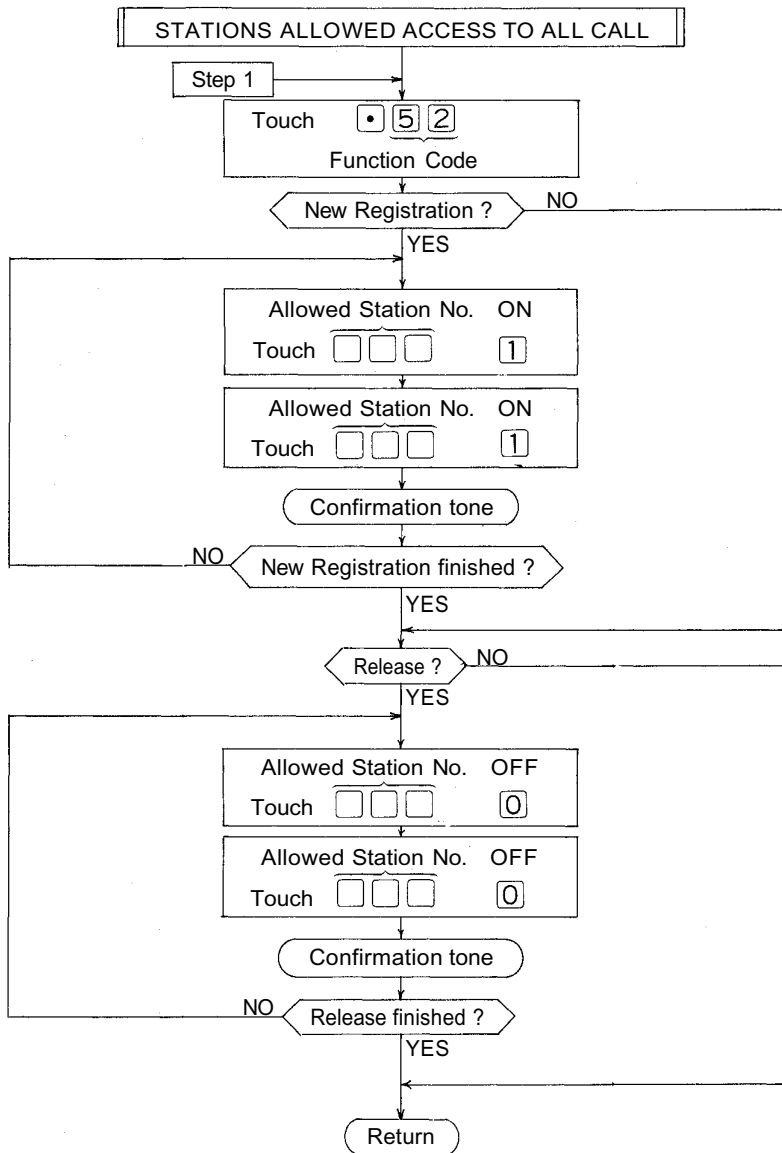 STATIONS ALLOWED ACCESS TO ALL CALL
Step 1
Touch • 5 2
Function Code
New Registration ? NO
YES
Allowed Station No. ON
Touch 1
Allowed Station No. ON
Touch 1
Confirmation tone
NO New Registration finished ?
YES
Release ? NO
YES
Allowed Station No. OFF
Touch 0
Allowed Station No. OFF
Touch 0
Confirmation tone
NO Release finished ?
YES
Return